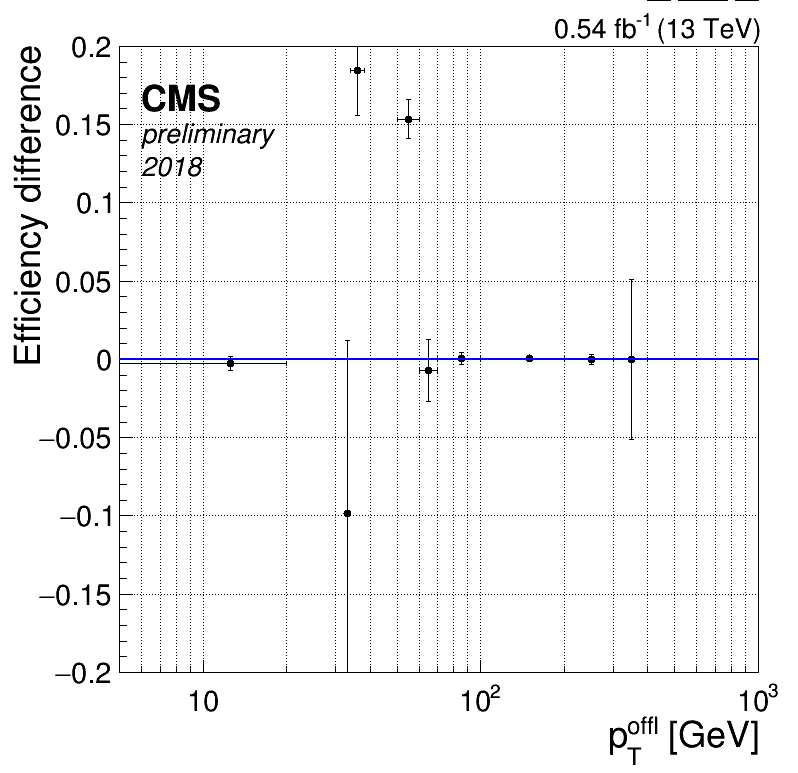 0.54 fb⁻¹ (13 TeV)
CMS
preliminary
2018
Efficiency difference
0.2
0.15
0.1
0.05
0
−0.05
−0.1
−0.15
−0.2
10
10²
10³
p_T^offl [GeV]